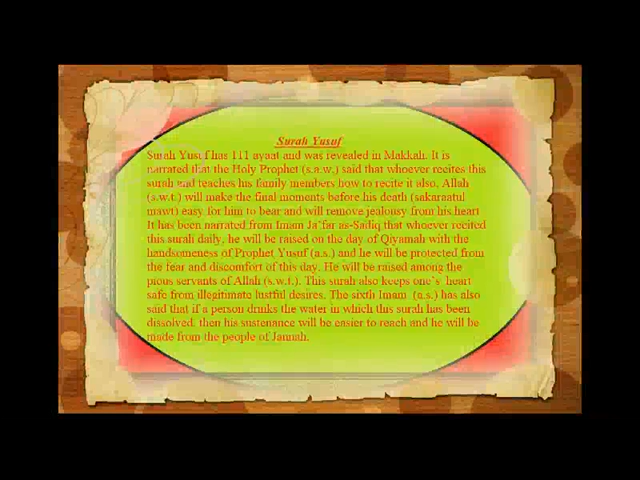 Surah Yusuf
Surah Yusuf has 111 ayaat and was revealed in Makkah. It is
narrated that the Holy Prophet (s.a.w.) said that whoever recites this
surah and teaches his family members how to recite it also, Allah
(s.w.t.) will make the final moments before his death (sakaraatul
mawt) easy for him to bear and will remove jealousy from his heart
It has been narrated from Imam Ja'far as-Sadiq that whoever recited
this surah daily, he will be raised on the day of Qiyamah with the
handsomeness of Prophet Yusuf (a.s.) and he will be protected from
the fear and discomfort of this day. He will be raised among the
pious servants of Allah (s.w.t.). This surah also keeps one's heart
safe from illegitimate lustful desires. The sixth Imam (a.s.) has also
said that if a person drinks the water in which this surah has been
dissolved, then his sustenance will be easier to reach and he will be
made from the people of Jannah.